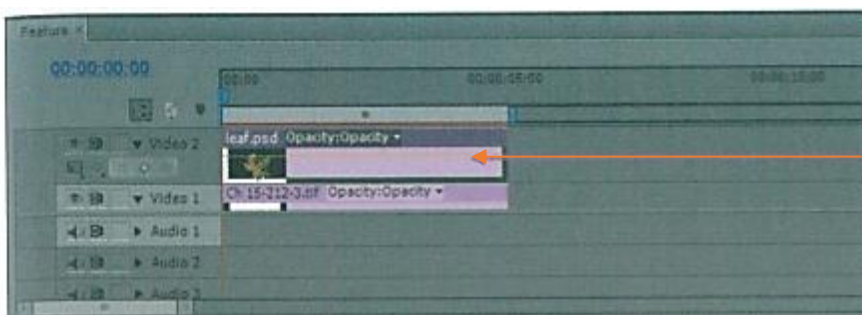 Feature ×
00:00:00:00
00:00 00:00:05:00 00:00:10:00
Video 2 leaf.psd Opacity:Opacity
Video 1 Ch 15-212-3.tif Opacity:Opacity
Audio 1
Audio 2
Audio 3